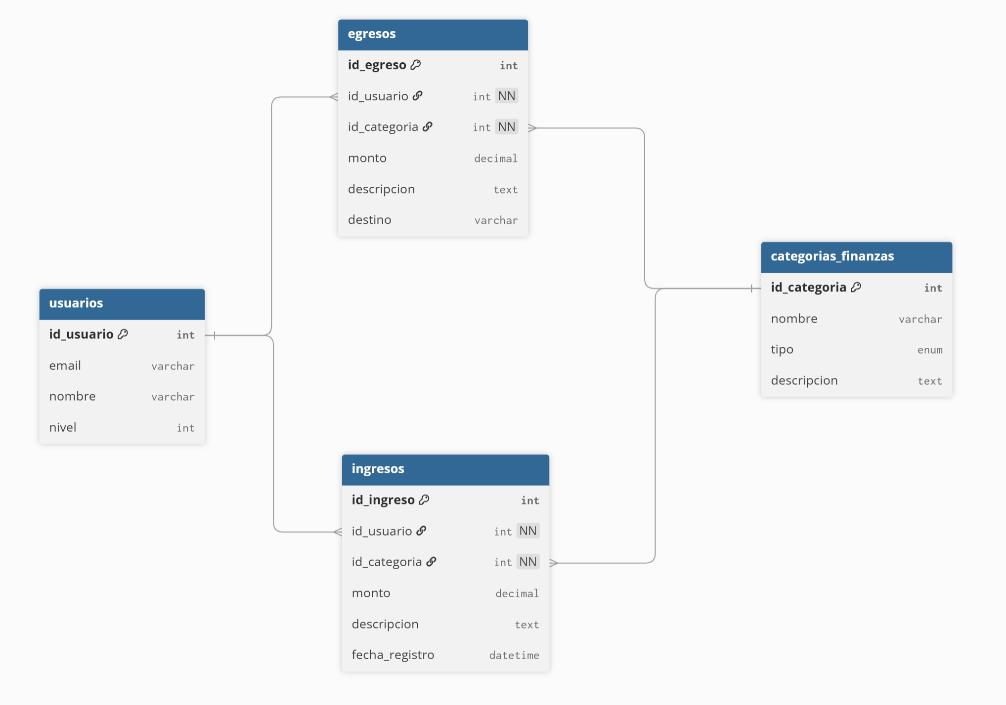 egresos
id_egreso int
id_usuario int NN
id_categoria int NN
monto decimal
descripcion text
destino varchar
usuarios
id_usuario int
email varchar
nombre varchar
nivel int
categorias_finanzas
id_categoria int
nombre varchar
tipo enum
descripcion text
ingresos
id_ingreso int
id_usuario int NN
id_categoria int NN
monto decimal
descripcion text
fecha_registro datetime